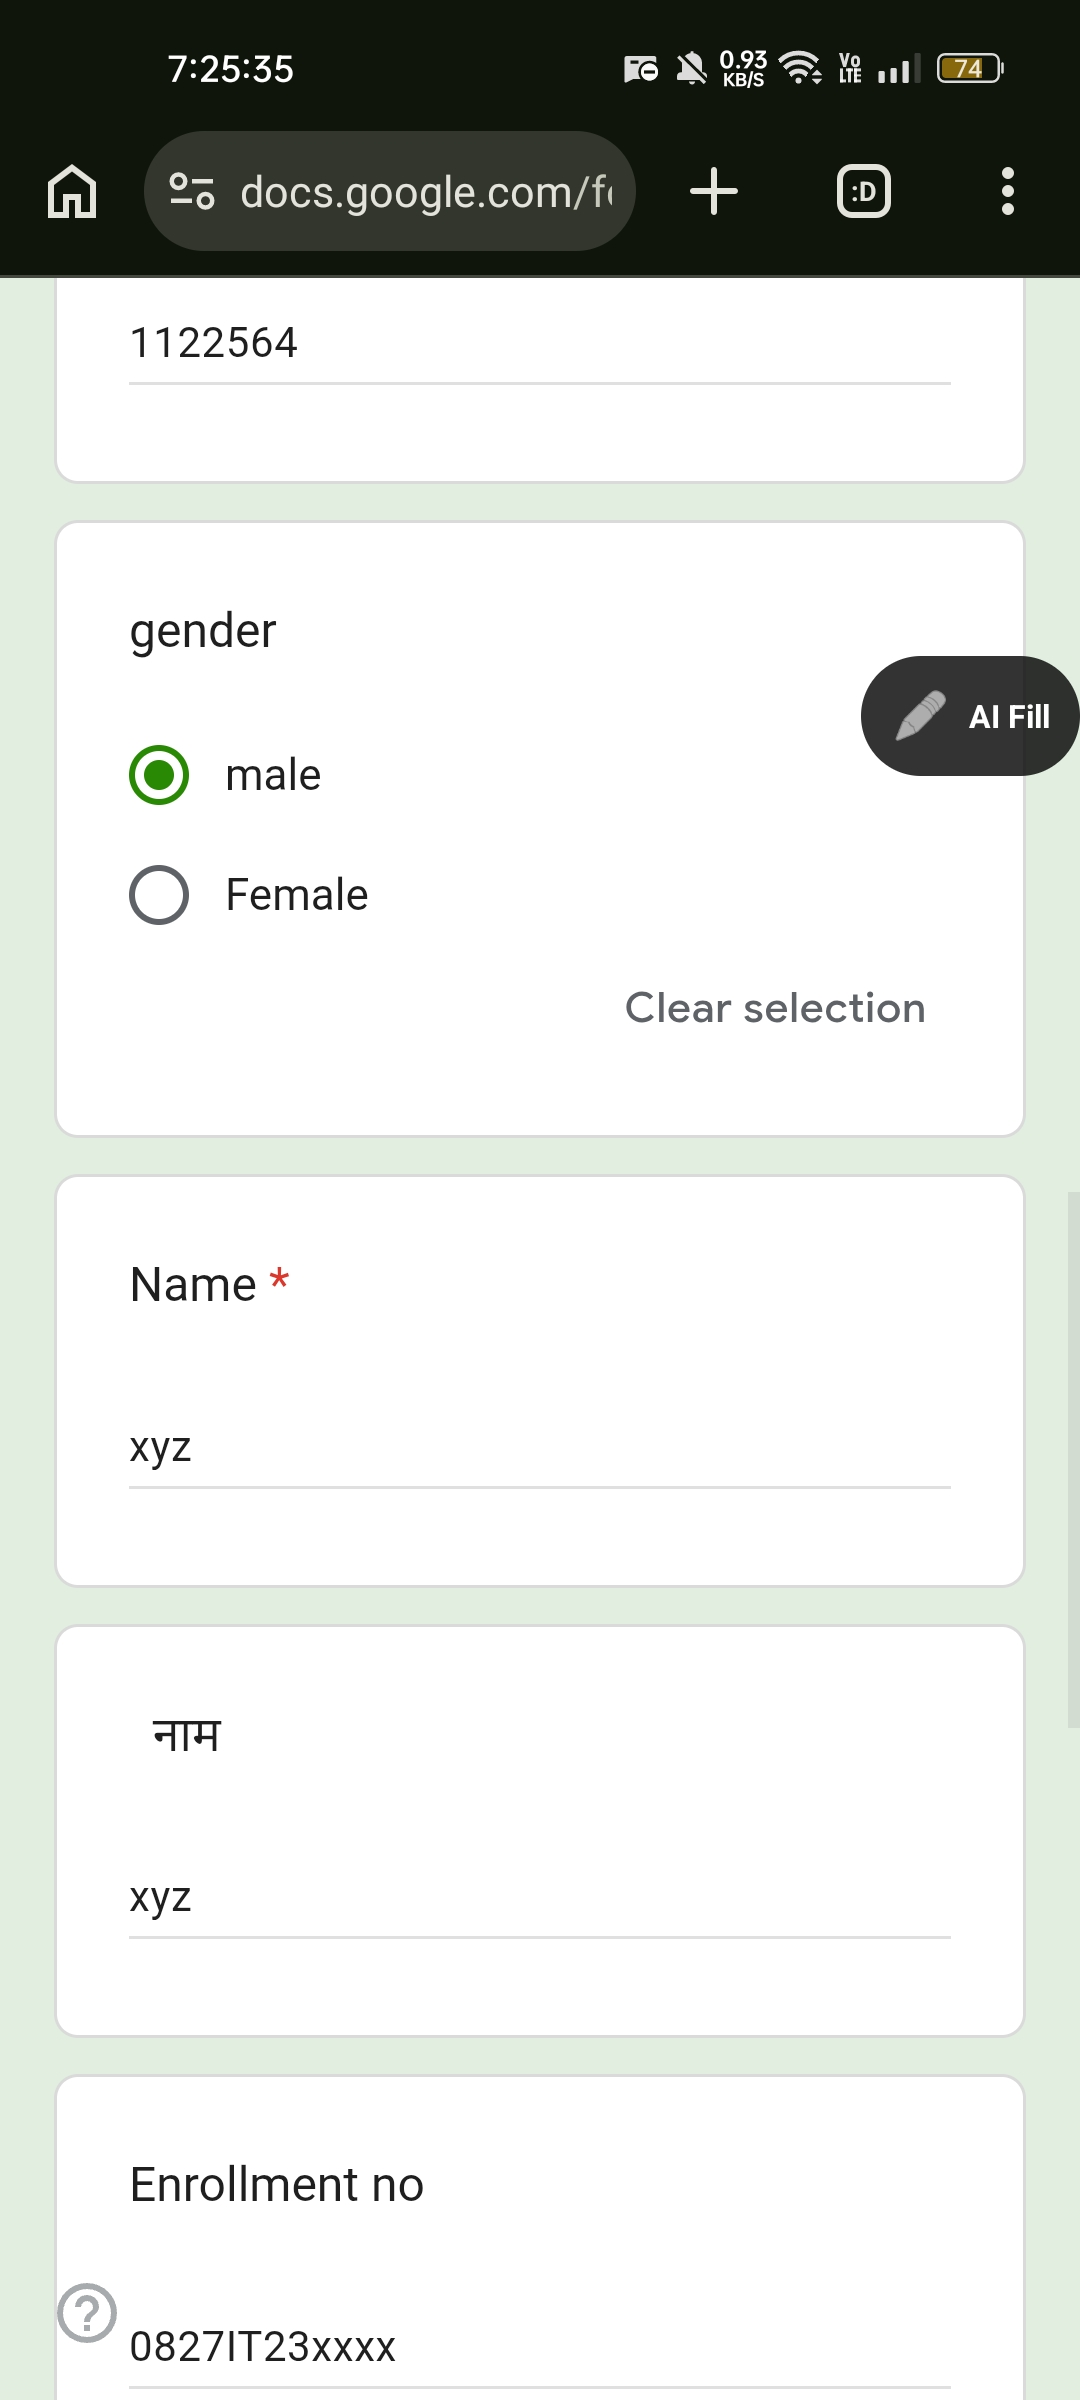 7:25:35
0.93
KB/S
Vo
LTE
74
docs.google.com/f
:D
1122564
gender
AI Fill
male
Female
Clear selection
Name *
xyz
नाम
xyz
Enrollment no
0827IT23xxxx